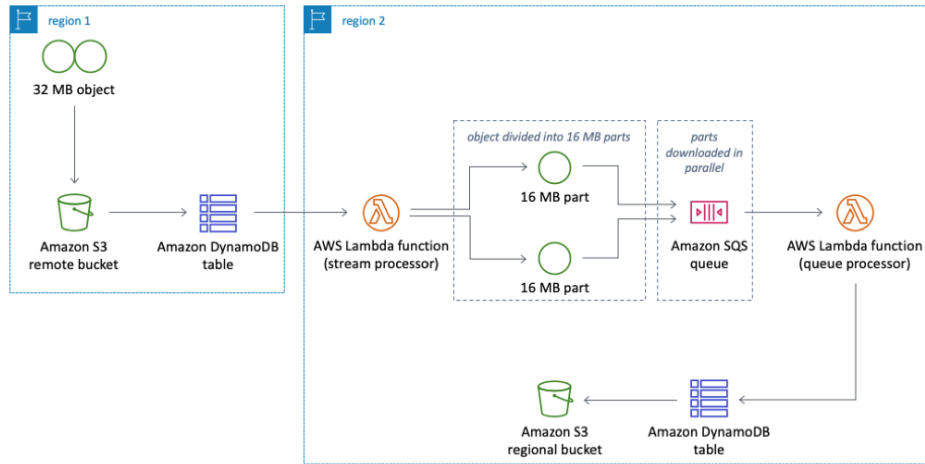 region 1
region 2
32 MB object
object divided into 16 MB parts
parts
downloaded in
parallel
16 MB part
Amazon S3
remote bucket
Amazon DynamoDB
table
AWS Lambda function
(stream processor)
16 MB part
Amazon SQS
queue
AWS Lambda function
(queue processor)
Amazon S3
regional bucket
Amazon DynamoDB
table